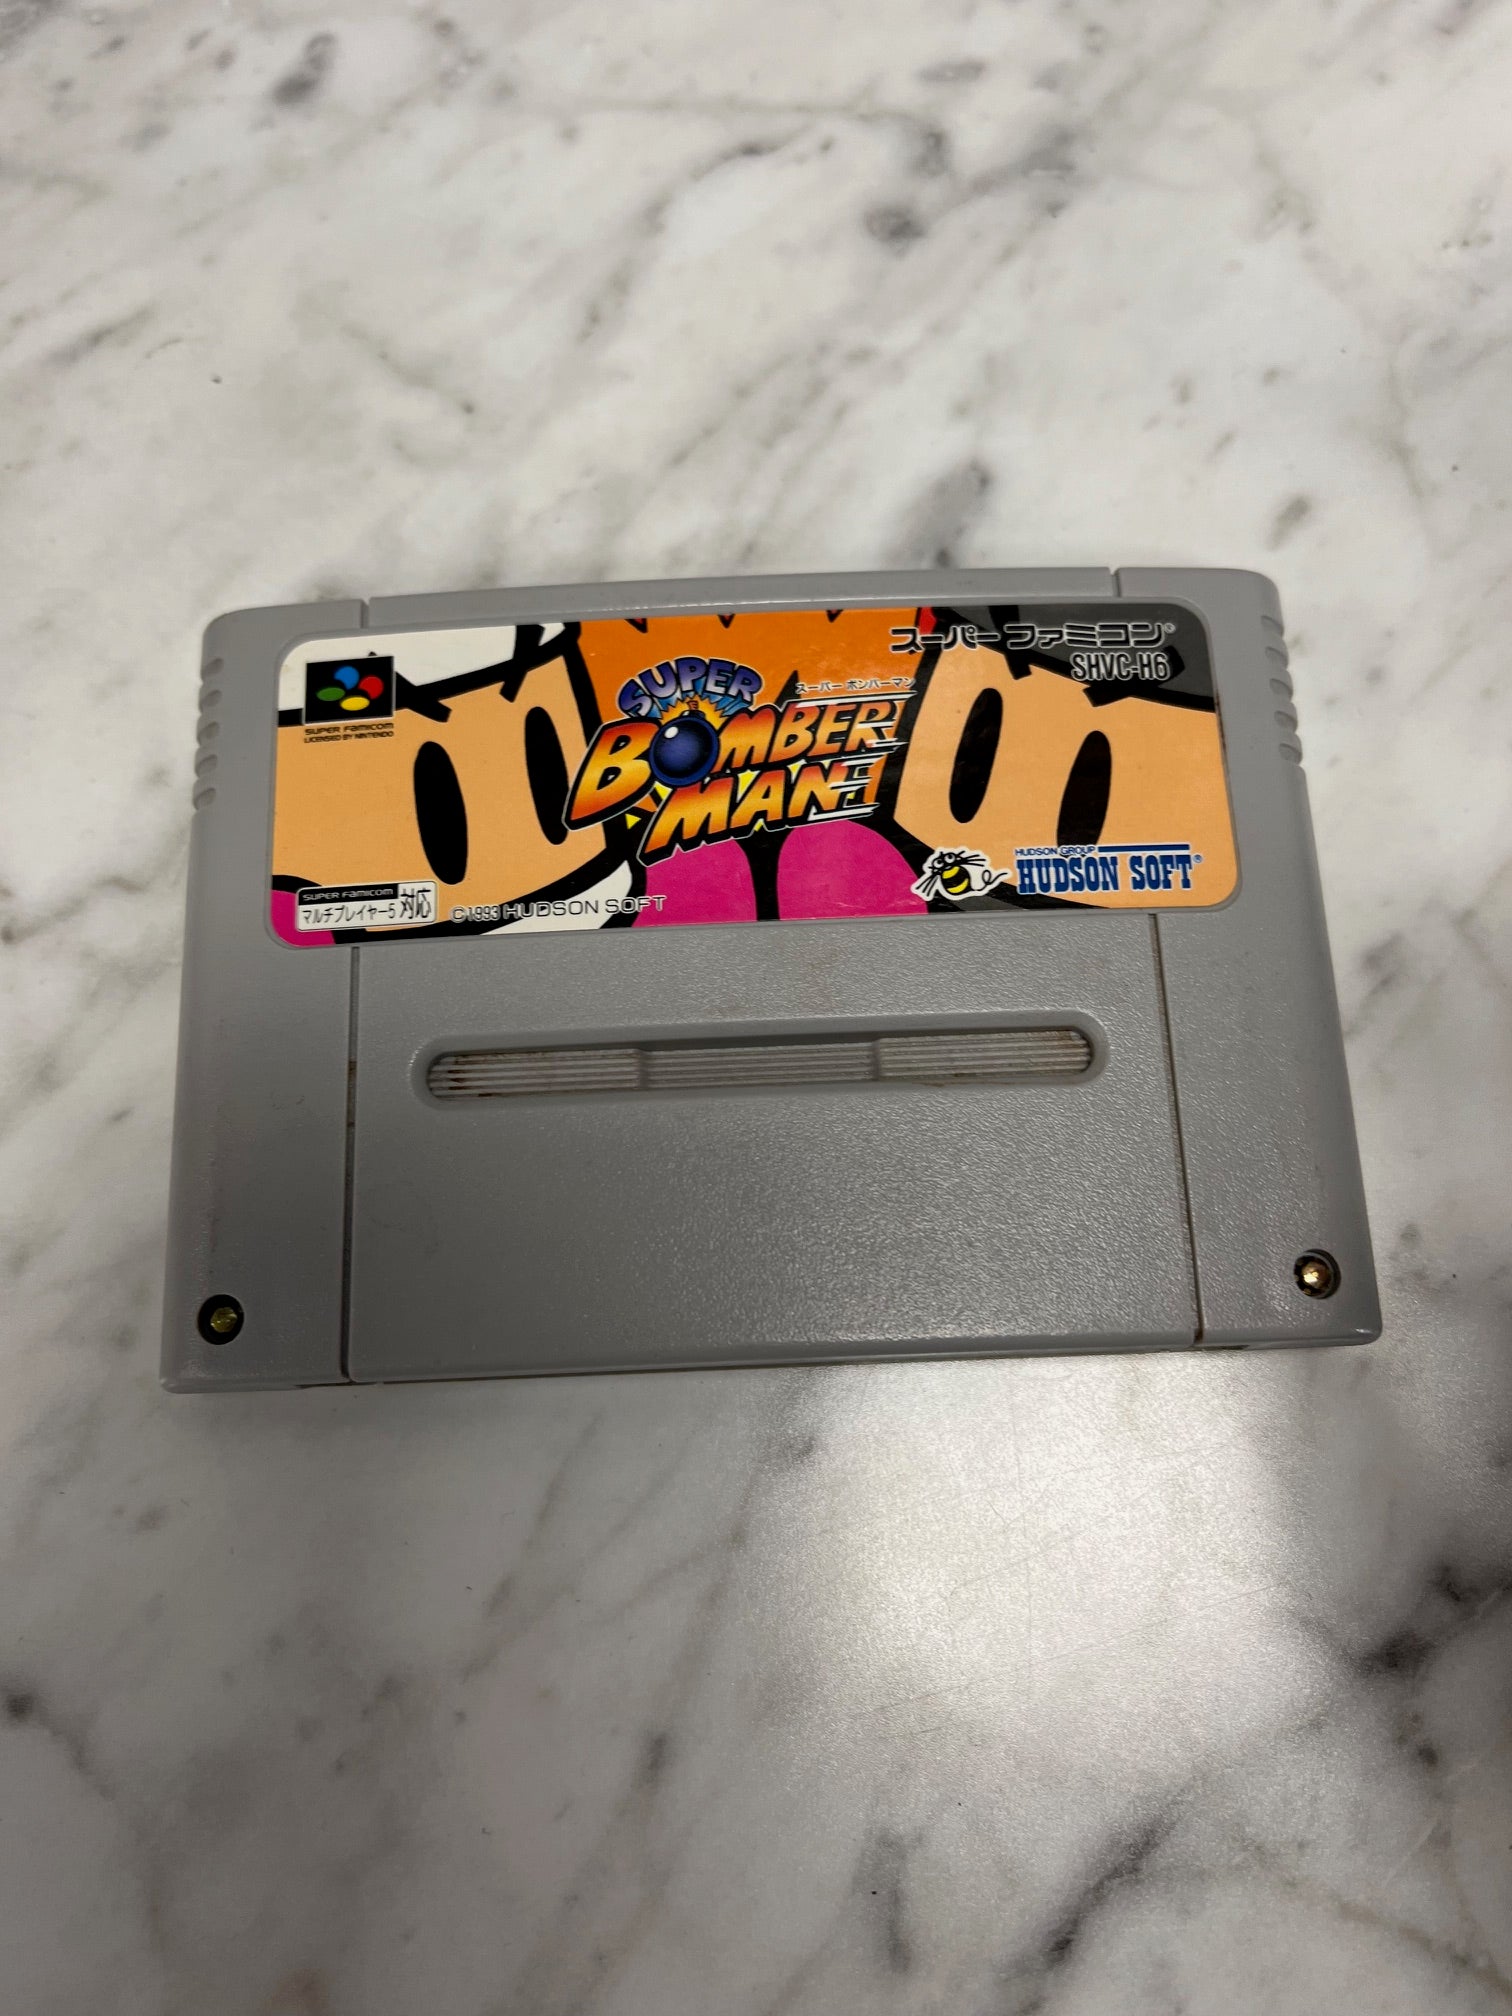 スーパーファミコン®
SHVC-H6
SUPER FAMICOM
LICENSED BY NINTENDO
SUPER
スーパーボンバーマン
BOMBER
MAN
SUPER FAMICOM
マルチプレイヤー5 対応
©1993 HUDSON SOFT
HUDSON GROUP
HUDSON SOFT®